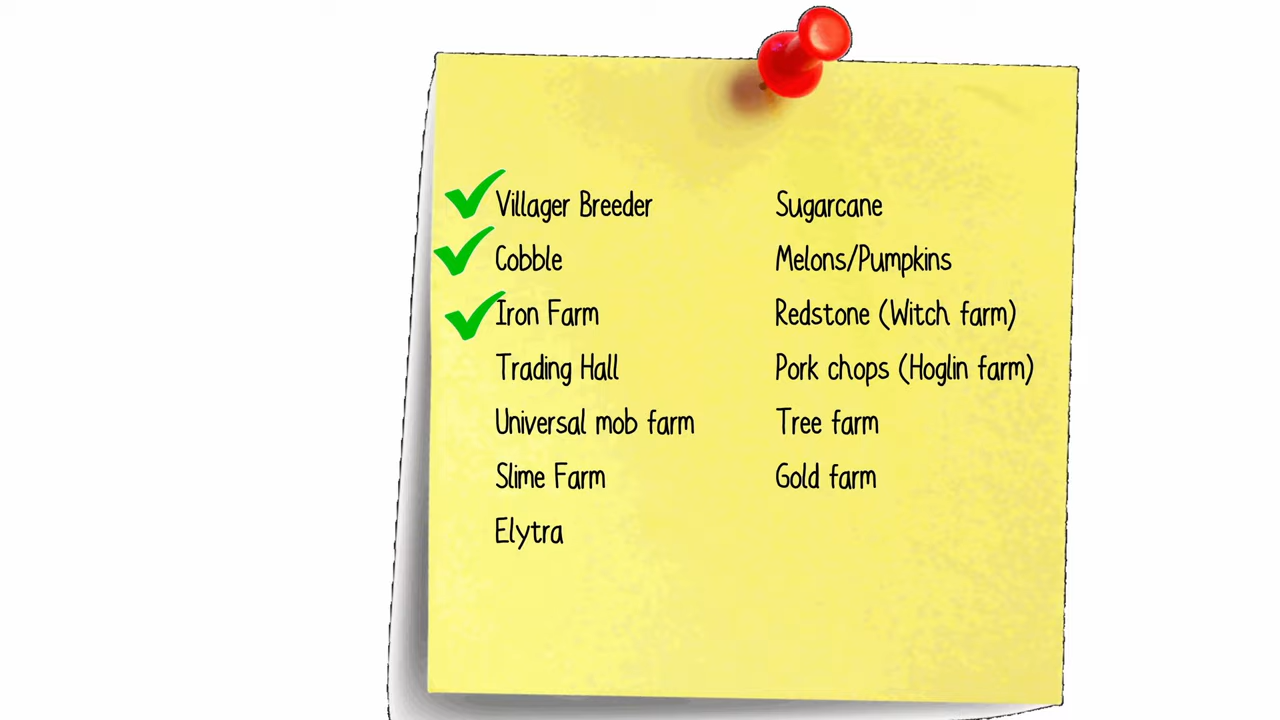 Villager Breeder
Cobble
Iron Farm
Trading Hall
Universal mob farm
Slime Farm
Elytra
Sugarcane
Melons/Pumpkins
Redstone (Witch farm)
Pork chops (Hoglin farm)
Tree farm
Gold farm